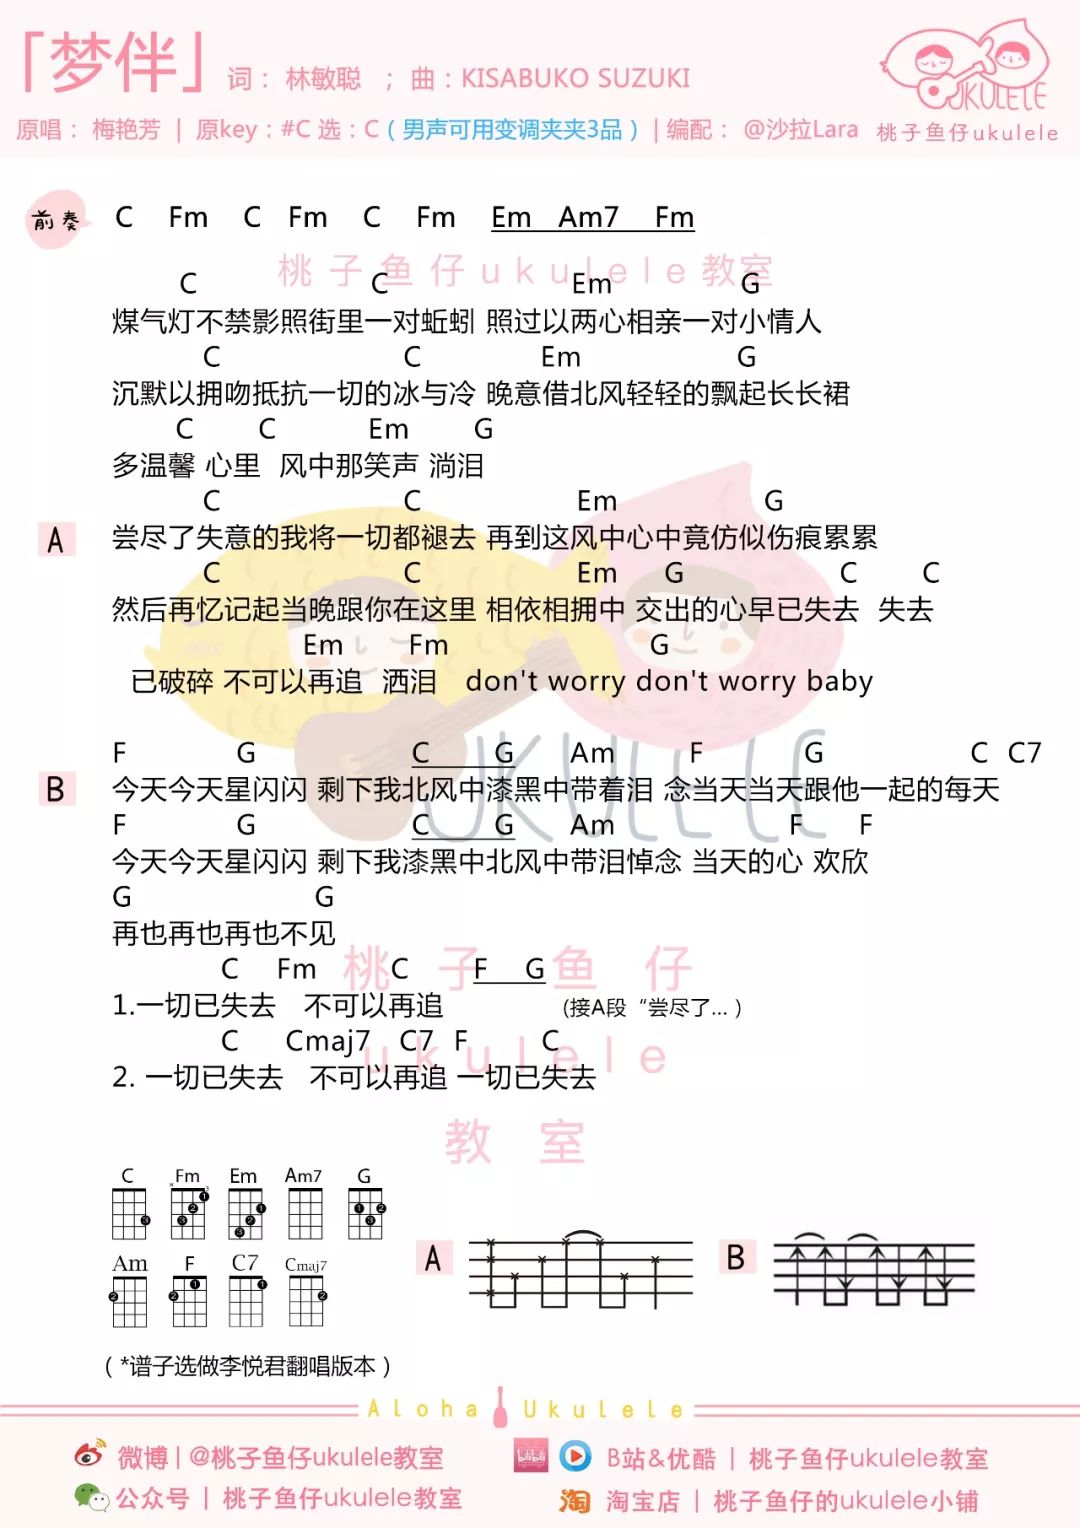 「梦伴」 词： 林敏聪 ；曲：KISABUKO SUZUKI
原唱： 梅艳芳 | 原key：#C 选：C（男声可用变调夹夹3品）| 编配： @沙拉Lara
UKULELE
桃子鱼仔ukulele
前奏 C Fm C Fm C Fm Em Am7 Fm
桃子鱼仔ukulele教室
C C Em G
煤气灯不禁影照街里一对蚯蚓 照过以两心相亲一对小情人
C C Em G
沉默以拥吻抵抗一切的冰与冷 晚意借北风轻轻的飘起长长裙
C C Em G
多温馨 心里 风中那笑声 淌泪
C C Em G
A 尝尽了失意的我将一切都褪去 再到这风中心中竟仿似伤痕累累
C C Em G C C
然后再忆记起当晚跟你在这里 相依相拥中 交出的心早已失去 失去
Em Fm G
已破碎 不可以再追 洒泪 don't worry don't worry baby
UKULELE
F G C G Am F G C C7
B 今天今天星闪闪 剩下我北风中漆黑中带着泪 念当天当天跟他一起的每天
F G C G Am F F
今天今天星闪闪 剩下我漆黑中北风中带泪悼念 当天的心 欢欣
G G
再也再也再也不见
桃子鱼仔
C Fm C F G
1.一切已失去 不可以再追 (接A段“尝尽了...）
C Cmaj7 C7 F C
ukulele
2. 一切已失去 不可以再追 一切已失去
教室
C Fm Em Am7 G
Am F C7 Cmaj7
A B
（*谱子选做李悦君翻唱版本）
Aloha Ukulele
微博 | @桃子鱼仔ukulele教室
bilibili B站&优酷 | 桃子鱼仔ukulele教室
公众号 | 桃子鱼仔ukulele教室
淘 淘宝店 | 桃子鱼仔的ukulele小铺